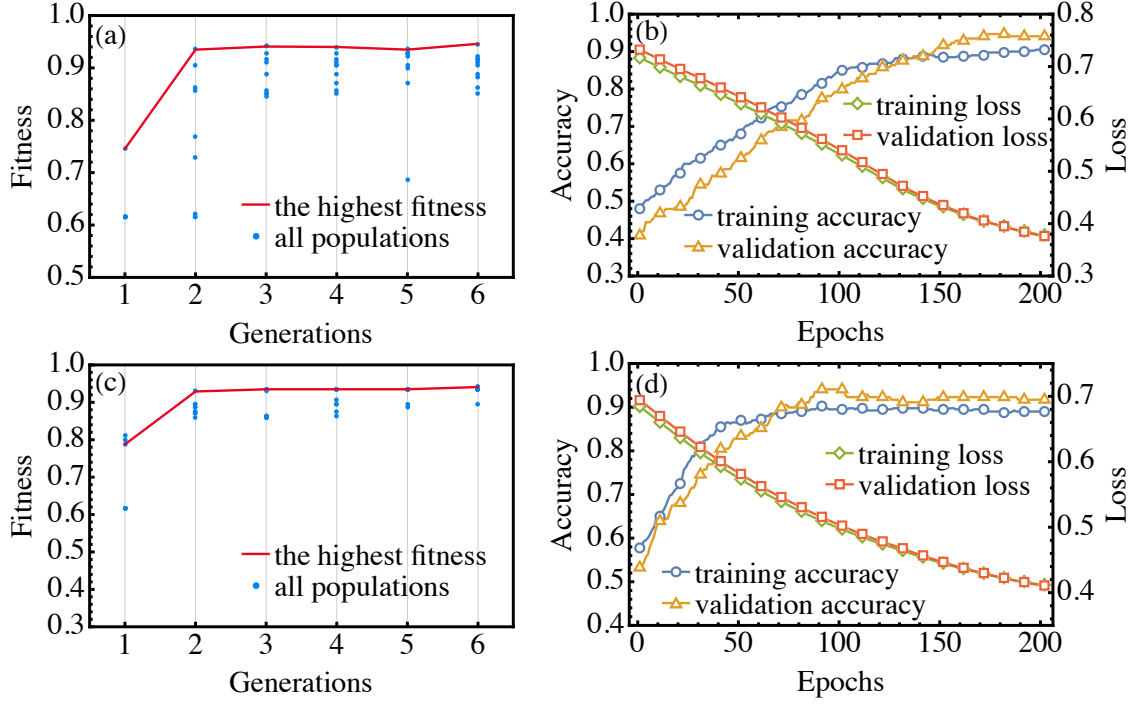 (a)
Fitness
1.0
0.9
0.8
0.7
0.6
0.5
the highest fitness
all populations
1 2 3 4 5 6
Generations
(b)
Accuracy
1.0
0.9
0.8
0.7
0.6
0.5
0.4
0.3
training loss
validation loss
training accuracy
validation accuracy
0.8
0.7
0.6
0.5
0.4
0.3
Loss
0 50 100 150 200
Epochs
(c)
Fitness
1.0
0.9
0.8
0.7
0.6
0.5
0.4
0.3
the highest fitness
all populations
1 2 3 4 5 6
Generations
(d)
Accuracy
1.0
0.9
0.8
0.7
0.6
0.5
0.4
training loss
validation loss
training accuracy
validation accuracy
0.7
0.6
0.5
0.4
Loss
0 50 100 150 200
Epochs